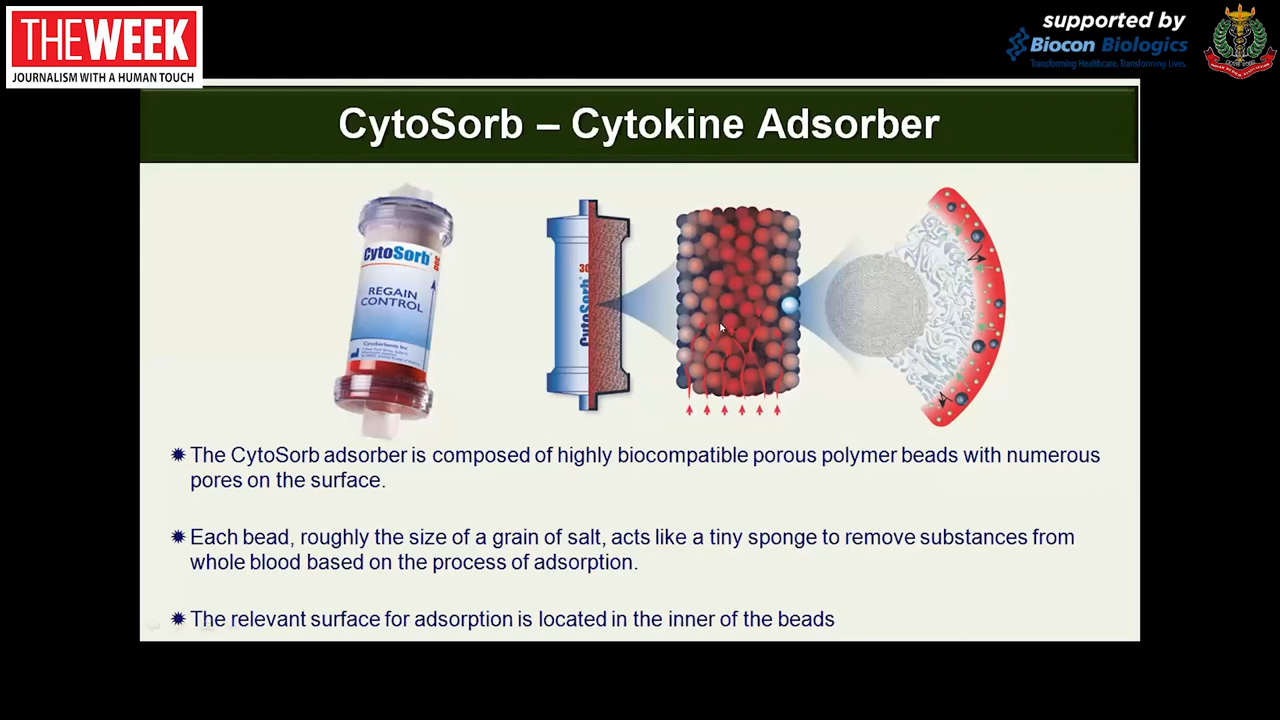 THE WEEK
JOURNALISM WITH A HUMAN TOUCH
supported by
Biocon Biologics
Transforming Healthcare. Transforming Lives.
CytoSorb – Cytokine Adsorber
CytoSorb 300
REGAIN
CONTROL
CytoSorbents Inc
CytoSorb 30
The CytoSorb adsorber is composed of highly biocompatible porous polymer beads with numerous
pores on the surface.
Each bead, roughly the size of a grain of salt, acts like a tiny sponge to remove substances from
whole blood based on the process of adsorption.
The relevant surface for adsorption is located in the inner of the beads